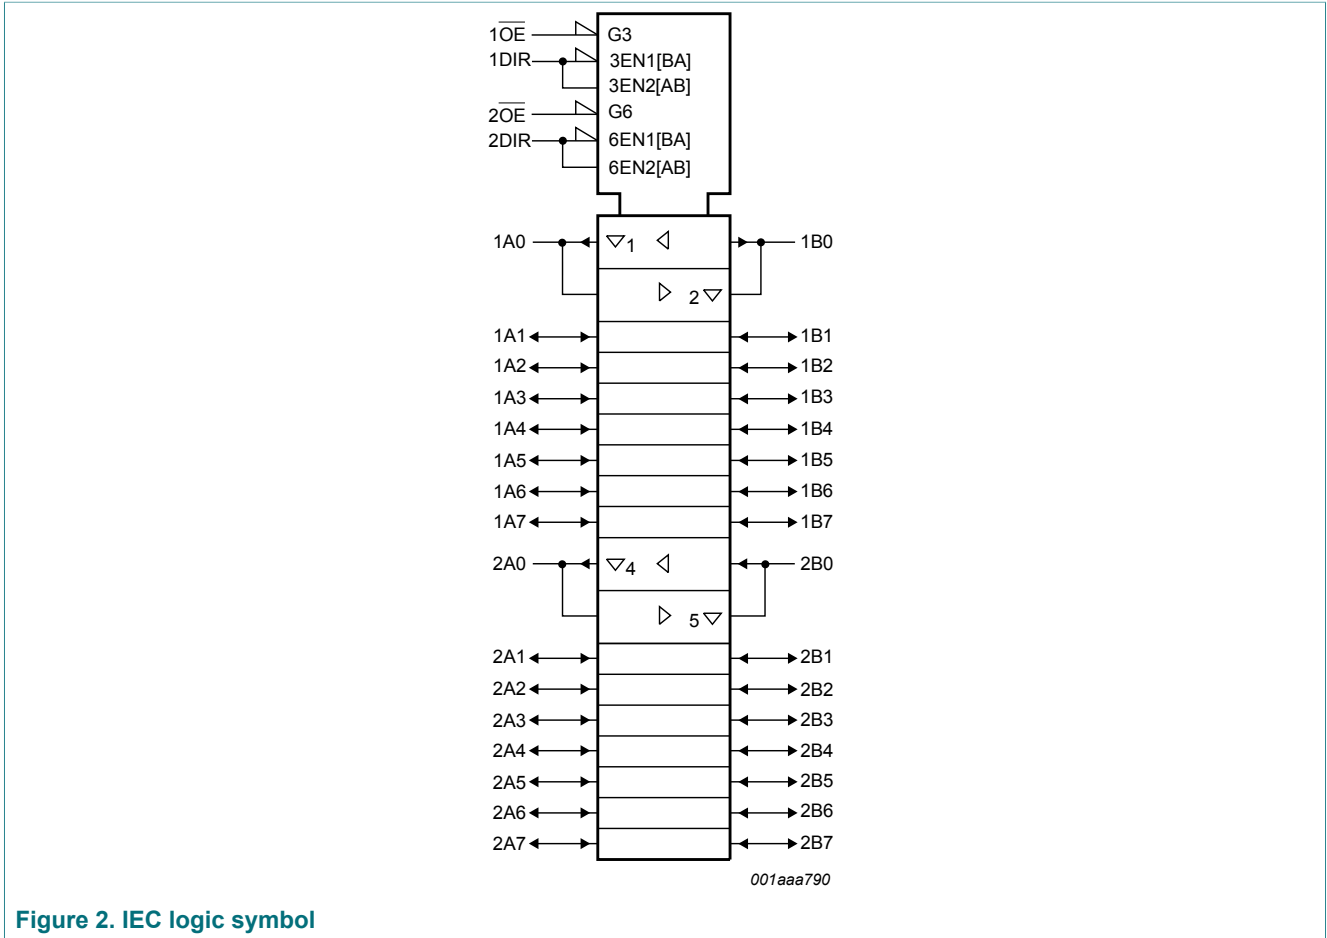 1O̅E̅ G3
1DIR 3EN1[BA]
3EN2[AB]
2O̅E̅ G6
2DIR 6EN1[BA]
6EN2[AB]
1A0 1 1B0
2
1A1 1B1
1A2 1B2
1A3 1B3
1A4 1B4
1A5 1B5
1A6 1B6
1A7 1B7
2A0 4 2B0
5
2A1 2B1
2A2 2B2
2A3 2B3
2A4 2B4
2A5 2B5
2A6 2B6
2A7 2B7
001aaa790
Figure 2. IEC logic symbol